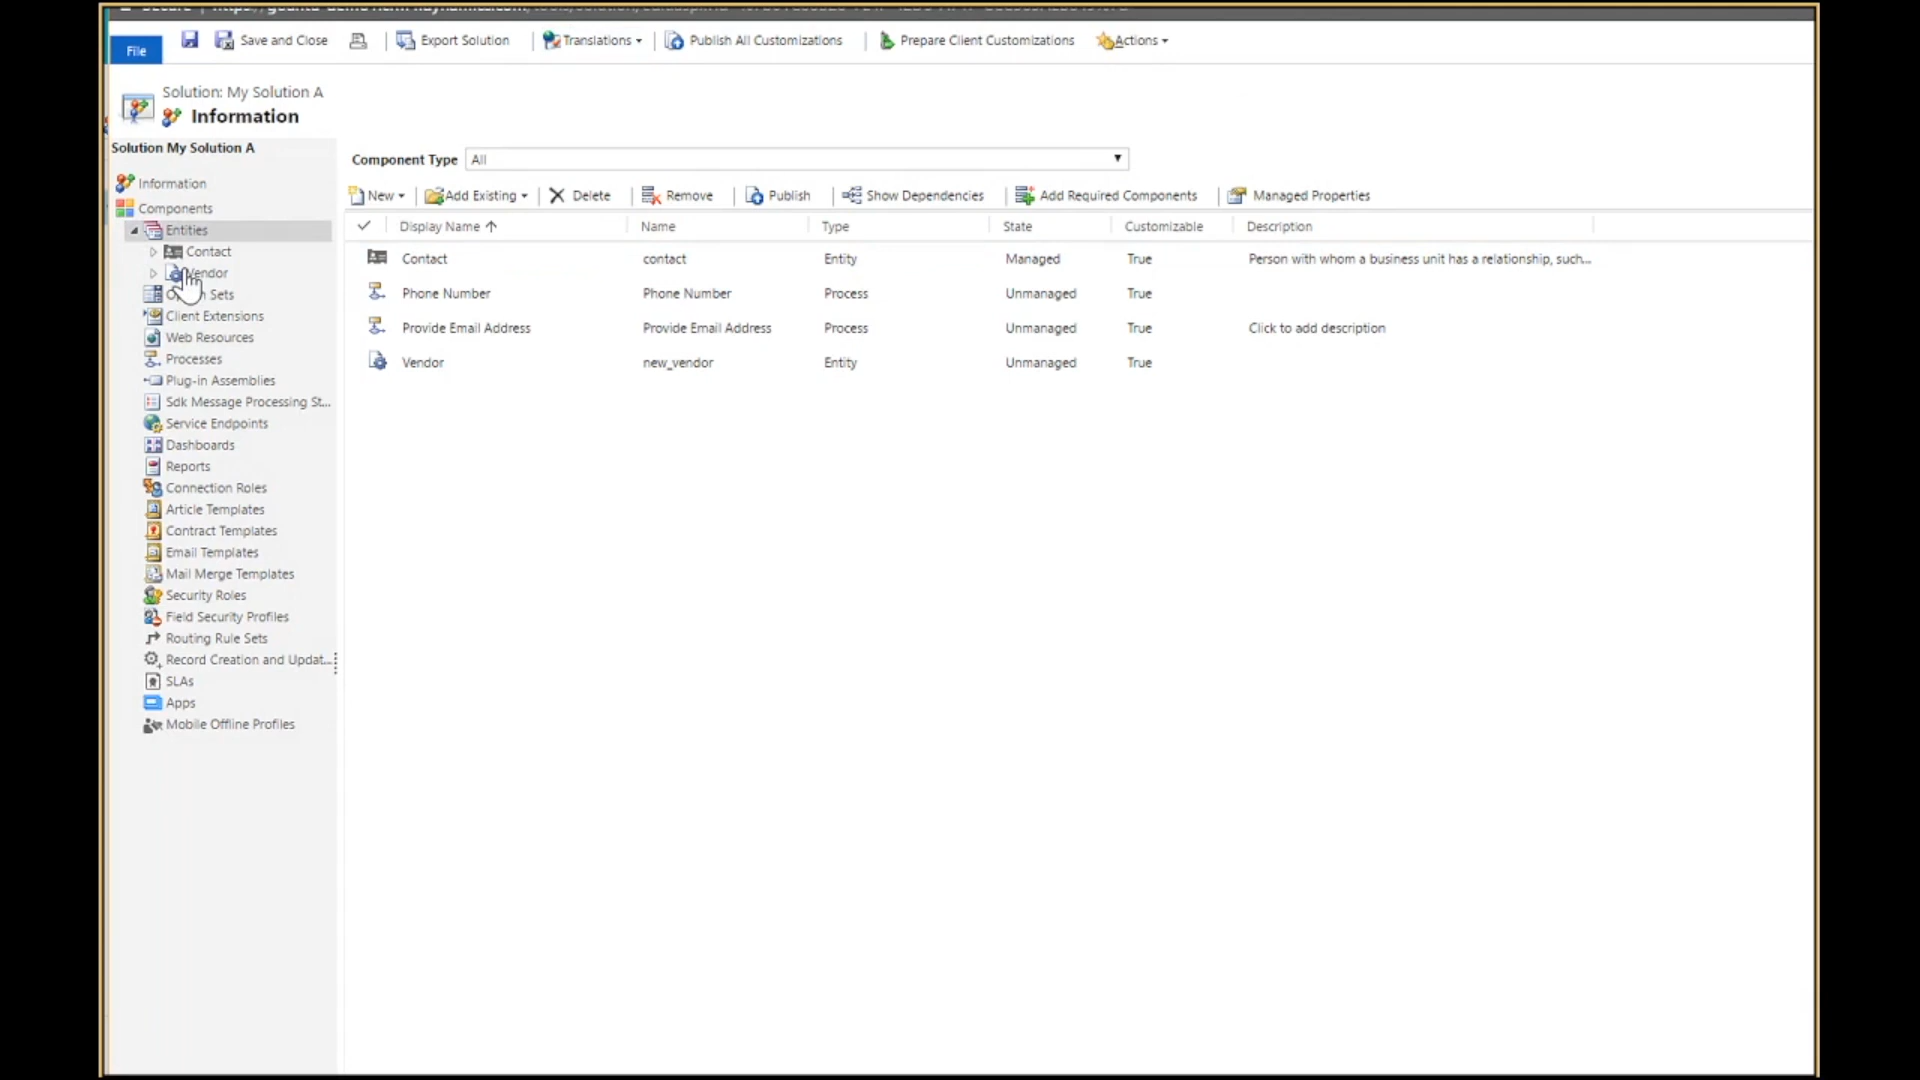 File
Save and Close
Export Solution
Translations
Publish All Customizations
Prepare Client Customizations
Actions
Solution: My Solution A
Information
Solution My Solution A
Information
Components
Entities
Contact
Vendor
Sets
Client Extensions
Web Resources
Processes
Plug-in Assemblies
Sdk Message Processing St...
Service Endpoints
Dashboards
Reports
Connection Roles
Article Templates
Contract Templates
Email Templates
Mail Merge Templates
Security Roles
Field Security Profiles
Routing Rule Sets
Record Creation and Updat...
SLAs
Apps
Mobile Offline Profiles
Component Type All
New Add Existing Delete Remove Publish Show Dependencies Add Required Components Managed Properties
Display Name Name Type State Customizable Description
Contact contact Entity Managed True Person with whom a business unit has a relationship, such...
Phone Number Phone Number Process Unmanaged True
Provide Email Address Provide Email Address Process Unmanaged True Click to add description
Vendor new_vendor Entity Unmanaged True